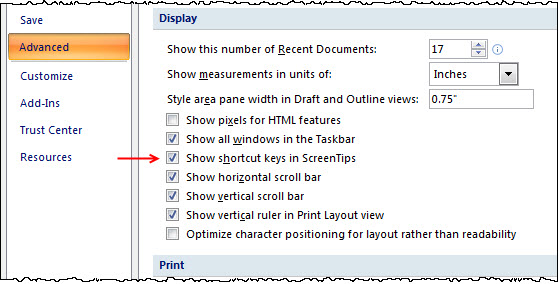 Save
Advanced
Customize
Add-Ins
Trust Center
Resources
Display
Show this number of Recent Documents: 17
Show measurements in units of: Inches
Style area pane width in Draft and Outline views: 0.75"
Show pixels for HTML features
Show all windows in the Taskbar
Show shortcut keys in ScreenTips
Show horizontal scroll bar
Show vertical scroll bar
Show vertical ruler in Print Layout view
Optimize character positioning for layout rather than readability
Print